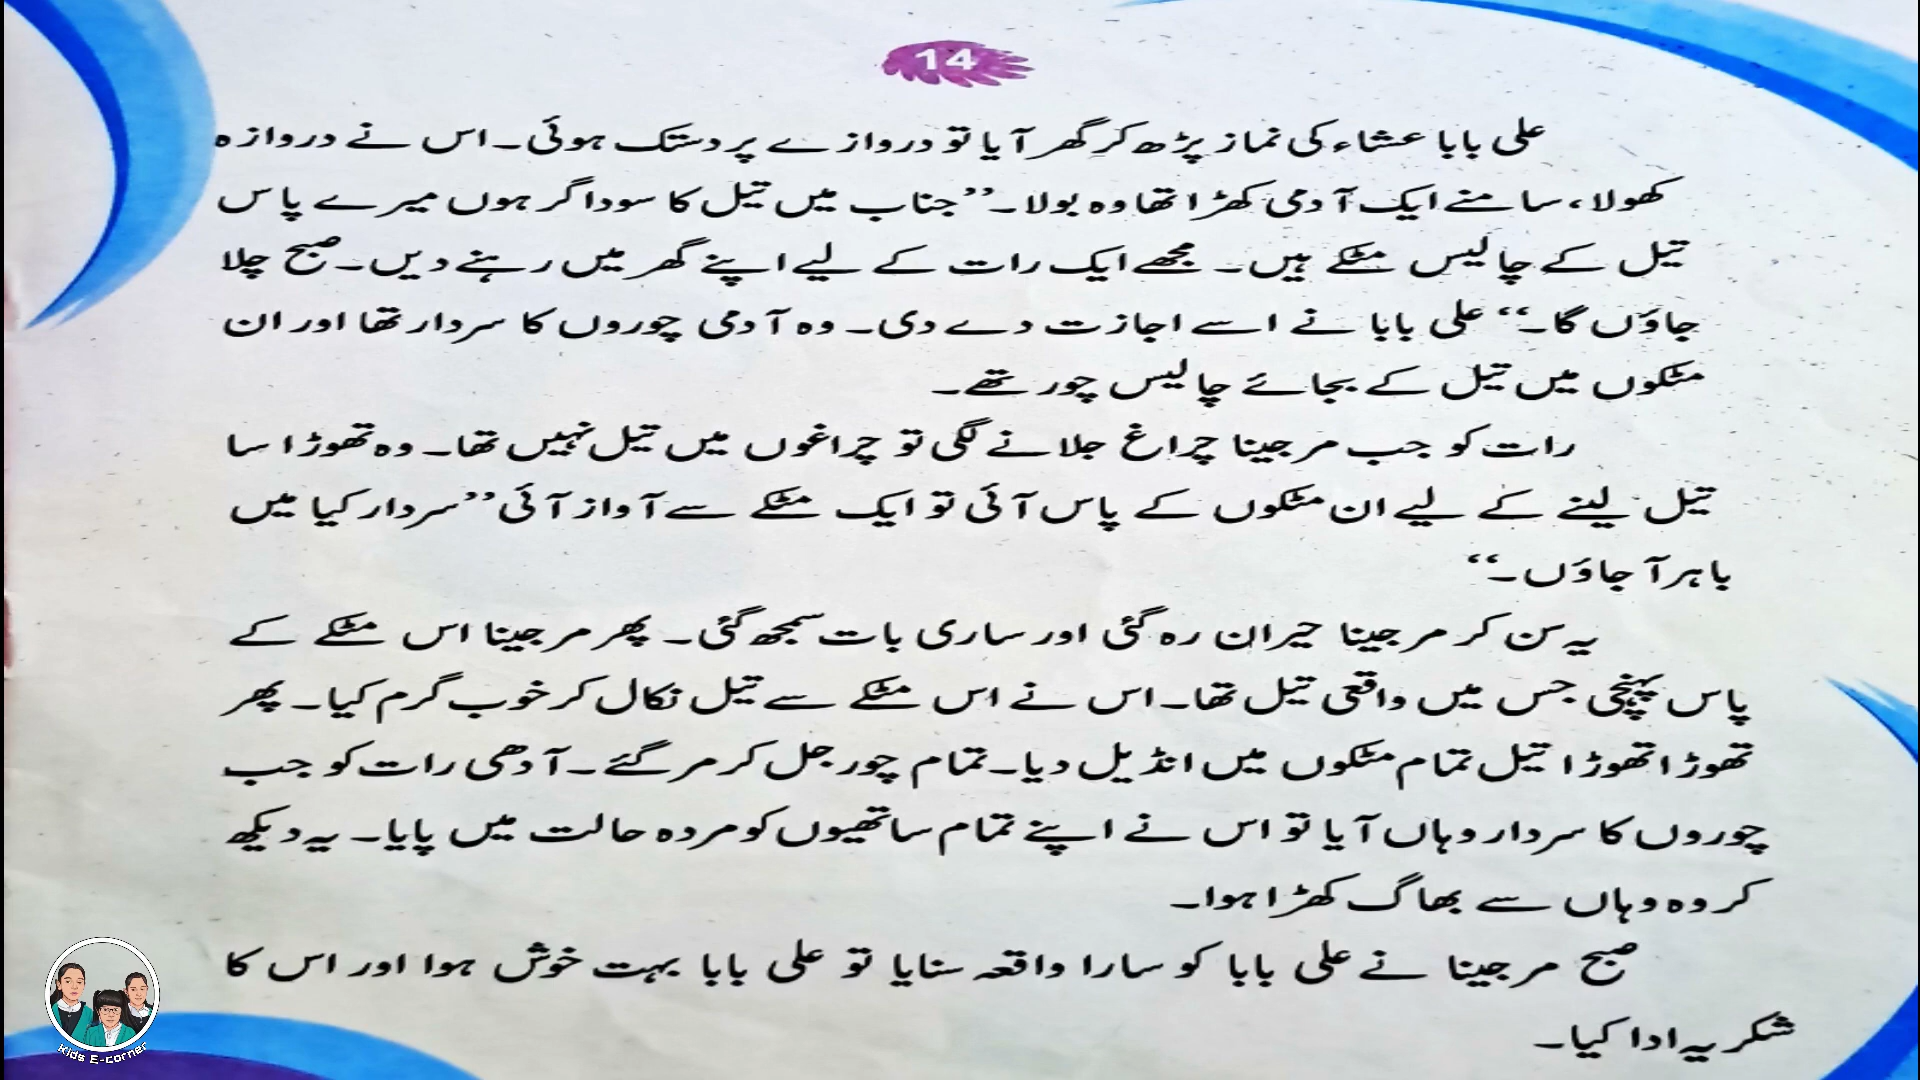 14
علی بابا عشاء کی نماز پڑھ کر گھر آیا تو دروازے پر دستک ہوئی۔ اس نے دروازہ
کھولا، سامنے ایک آدمی کھڑا تھا وہ بولا۔ ’’جناب میں تیل کا سوداگر ہوں میرے پاس
تیل کے چالیس مٹکے ہیں۔ مجھے ایک رات کے لیے اپنے گھر میں رہنے دیں۔ صبح چلا
جاؤں گا۔‘‘ علی بابا نے اسے اجازت دے دی۔ وہ آدمی چوروں کا سردار تھا اور ان
مٹکوں میں تیل کے بجائے چالیس چور تھے۔
رات کو جب مرجینا چراغ جلانے لگی تو چراغوں میں تیل نہیں تھا۔ وہ تھوڑا سا
تیل لینے کے لیے ان مٹکوں کے پاس آئی تو ایک مٹکے سے آواز آئی ’’سردار کیا میں
باہر آ جاؤں۔‘‘
یہ سن کر مرجینا حیران رہ گئی اور ساری بات سمجھ گئی۔ پھر مرجینا اس مٹکے کے
پاس پہنچی جس میں واقعی تیل تھا۔ اس نے اس مٹکے سے تیل نکال کر خوب گرم کیا۔ پھر
تھوڑا تھوڑا تیل تمام مٹکوں میں انڈیل دیا۔ تمام چور جل کر مر گئے۔ آدھی رات کو جب
چوروں کا سردار وہاں آیا تو اس نے اپنے تمام ساتھیوں کو مردہ حالت میں پایا۔ یہ دیکھ
کر وہ وہاں سے بھاگ کھڑا ہوا۔
صبح مرجینا نے علی بابا کو سارا واقعہ سنایا تو علی بابا بہت خوش ہوا اور اس کا
شکریہ ادا کیا۔
Kids E-corner